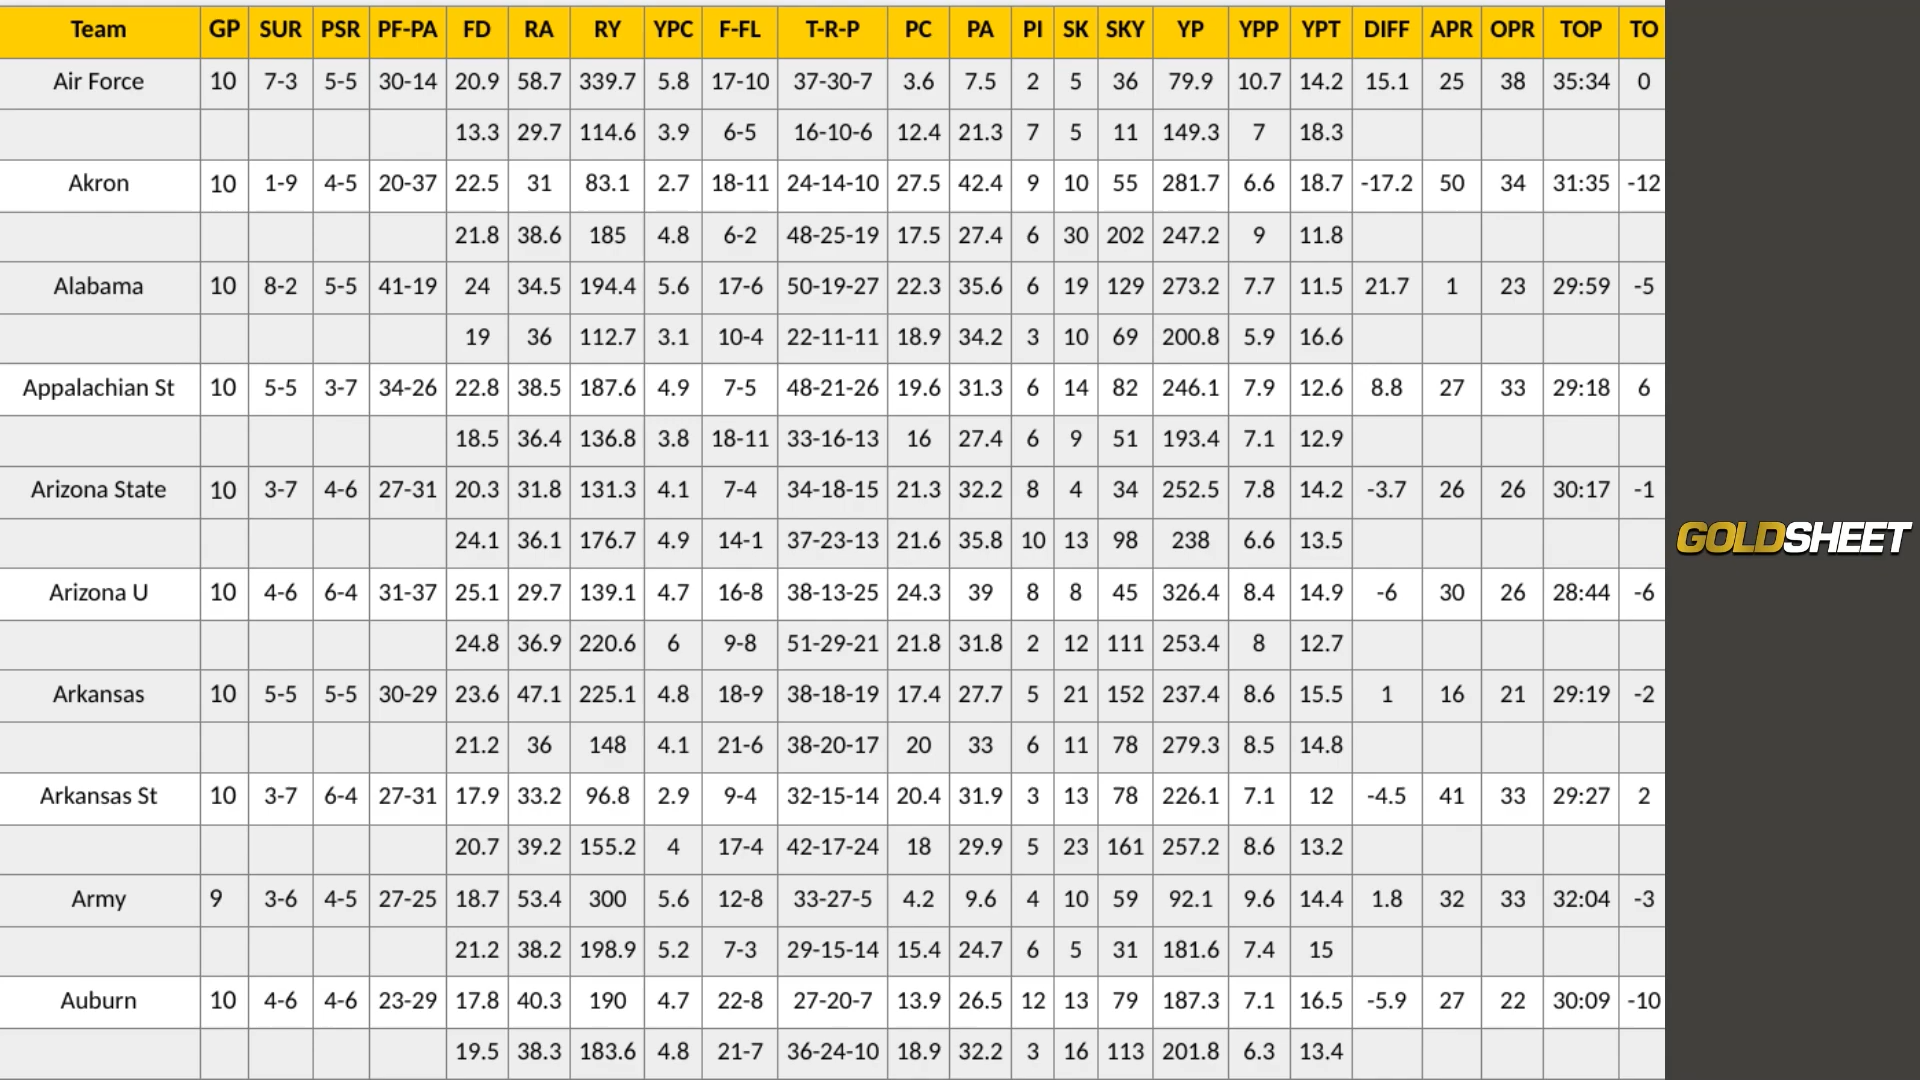 Team GP SUR PSR PF-PA FD RA RY YPC F-FL T-R-P PC PA PI SK SKY YP YPP YPT DIFF APR OPR TOP TO
Air Force 10 7-3 5-5 30-14 20.9 58.7 339.7 5.8 17-10 37-30-7 3.6 7.5 2 5 36 79.9 10.7 14.2 15.1 25 38 35:34 0
13.3 29.7 114.6 3.9 6-5 16-10-6 12.4 21.3 7 5 11 149.3 7 18.3
Akron 10 1-9 4-5 20-37 22.5 31 83.1 2.7 18-11 24-14-10 27.5 42.4 9 10 55 281.7 6.6 18.7 -17.2 50 34 31:35 -12
21.8 38.6 185 4.8 6-2 48-25-19 17.5 27.4 6 30 202 247.2 9 11.8
Alabama 10 8-2 5-5 41-19 24 34.5 194.4 5.6 17-6 50-19-27 22.3 35.6 6 19 129 273.2 7.7 11.5 21.7 1 23 29:59 -5
19 36 112.7 3.1 10-4 22-11-11 18.9 34.2 3 10 69 200.8 5.9 16.6
Appalachian St 10 5-5 3-7 34-26 22.8 38.5 187.6 4.9 7-5 48-21-26 19.6 31.3 6 14 82 246.1 7.9 12.6 8.8 27 33 29:18 6
18.5 36.4 136.8 3.8 18-11 33-16-13 16 27.4 6 9 51 193.4 7.1 12.9
Arizona State 10 3-7 4-6 27-31 20.3 31.8 131.3 4.1 7-4 34-18-15 21.3 32.2 8 4 34 252.5 7.8 14.2 -3.7 26 26 30:17 -1
24.1 36.1 176.7 4.9 14-1 37-23-13 21.6 35.8 10 13 98 238 6.6 13.5
Arizona U 10 4-6 6-4 31-37 25.1 29.7 139.1 4.7 16-8 38-13-25 24.3 39 8 8 45 326.4 8.4 14.9 -6 30 26 28:44 -6
24.8 36.9 220.6 6 9-8 51-29-21 21.8 31.8 2 12 111 253.4 8 12.7
Arkansas 10 5-5 5-5 30-29 23.6 47.1 225.1 4.8 18-9 38-18-19 17.4 27.7 5 21 152 237.4 8.6 15.5 1 16 21 29:19 -2
21.2 36 148 4.1 21-6 38-20-17 20 33 6 11 78 279.3 8.5 14.8
Arkansas St 10 3-7 6-4 27-31 17.9 33.2 96.8 2.9 9-4 32-15-14 20.4 31.9 3 13 78 226.1 7.1 12 -4.5 41 33 29:27 2
20.7 39.2 155.2 4 17-4 42-17-24 18 29.9 5 23 161 257.2 8.6 13.2
Army 9 3-6 4-5 27-25 18.7 53.4 300 5.6 12-8 33-27-5 4.2 9.6 4 10 59 92.1 9.6 14.4 1.8 32 33 32:04 -3
21.2 38.2 198.9 5.2 7-3 29-15-14 15.4 24.7 6 5 31 181.6 7.4 15
Auburn 10 4-6 4-6 23-29 17.8 40.3 190 4.7 22-8 27-20-7 13.9 26.5 12 13 79 187.3 7.1 16.5 -5.9 27 22 30:09 -10
19.5 38.3 183.6 4.8 21-7 36-24-10 18.9 32.2 3 16 113 201.8 6.3 13.4
GOLDSHEET